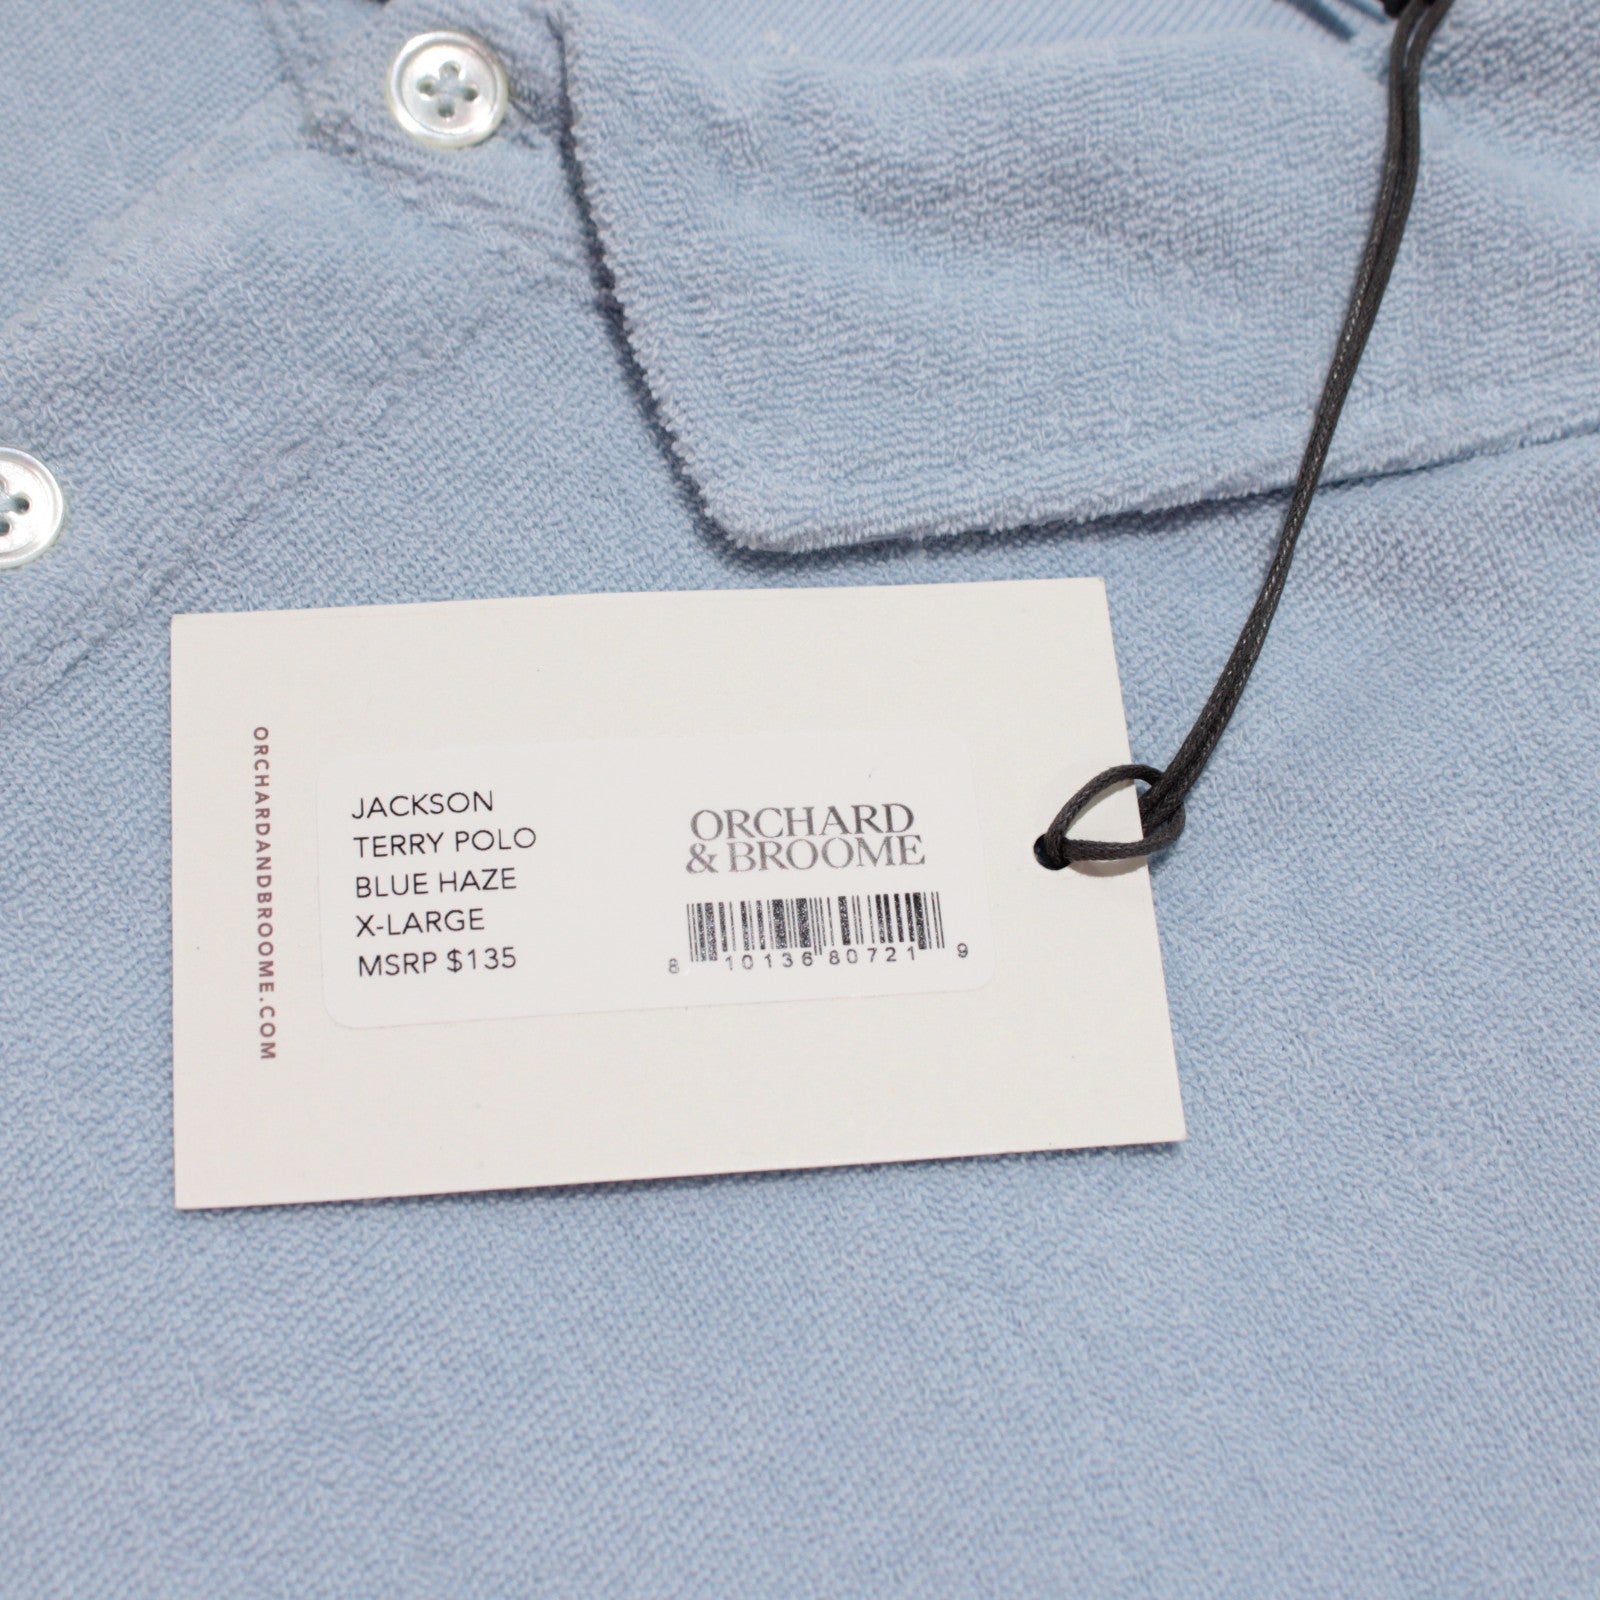 ORCHARDANDBROOME.COM
JACKSON
TERRY POLO
BLUE HAZE
X-LARGE
MSRP $135
ORCHARD
& BROOME
8 10136 80721 9